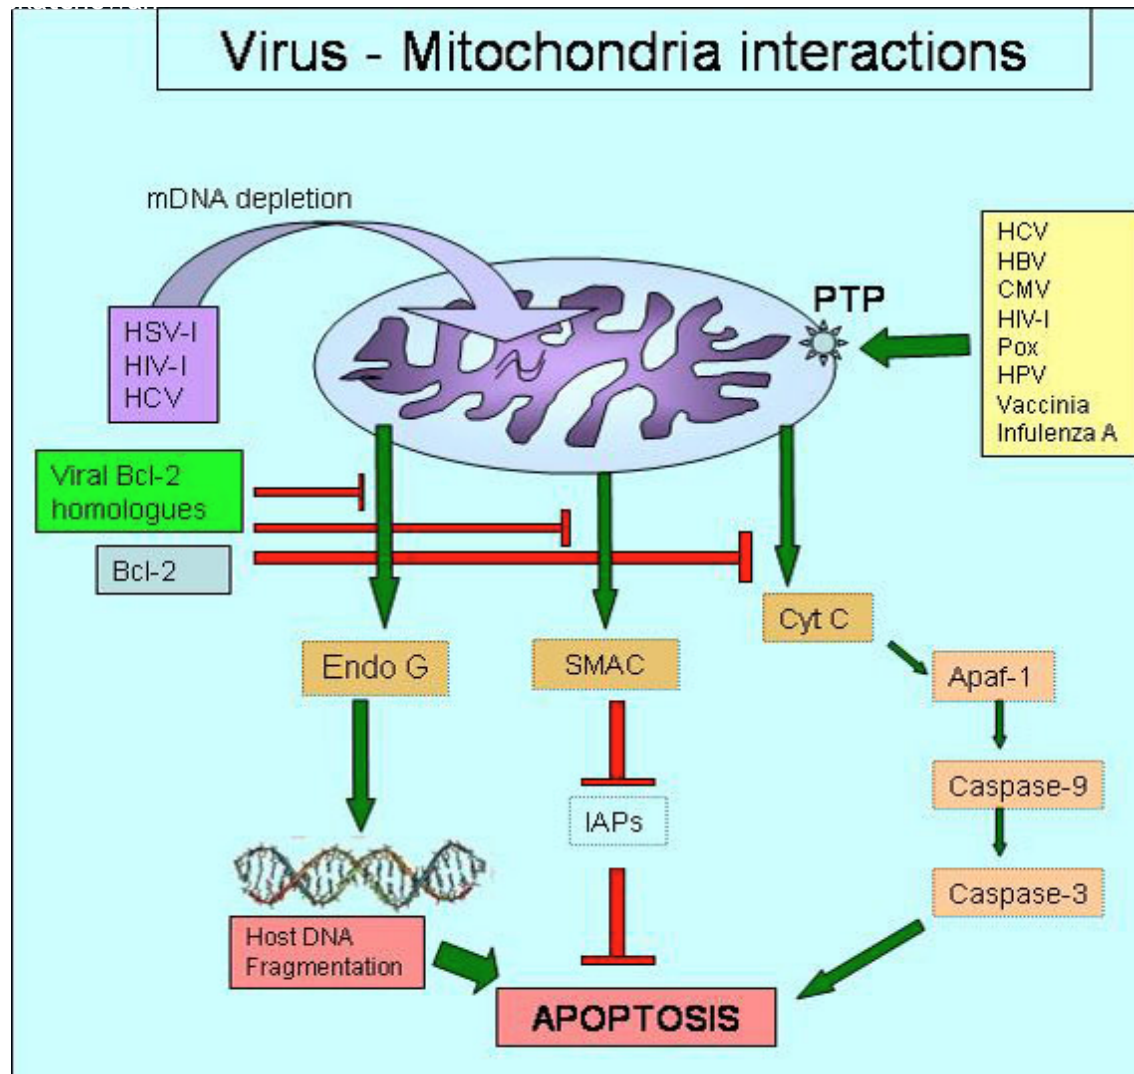 Virus - Mitochondria interactions
mDNA depletion
HSV-I
HIV-I
HCV
PTP
HCV
HBV
CMV
HIV-I
Pox
HPV
Vaccinia
Infulenza A
Viral Bcl-2
homologues
Bcl-2
Endo G
SMAC
Cyt C
Apaf-1
Caspase-9
Caspase-3
IAPs
Host DNA
Fragmentation
APOPTOSIS